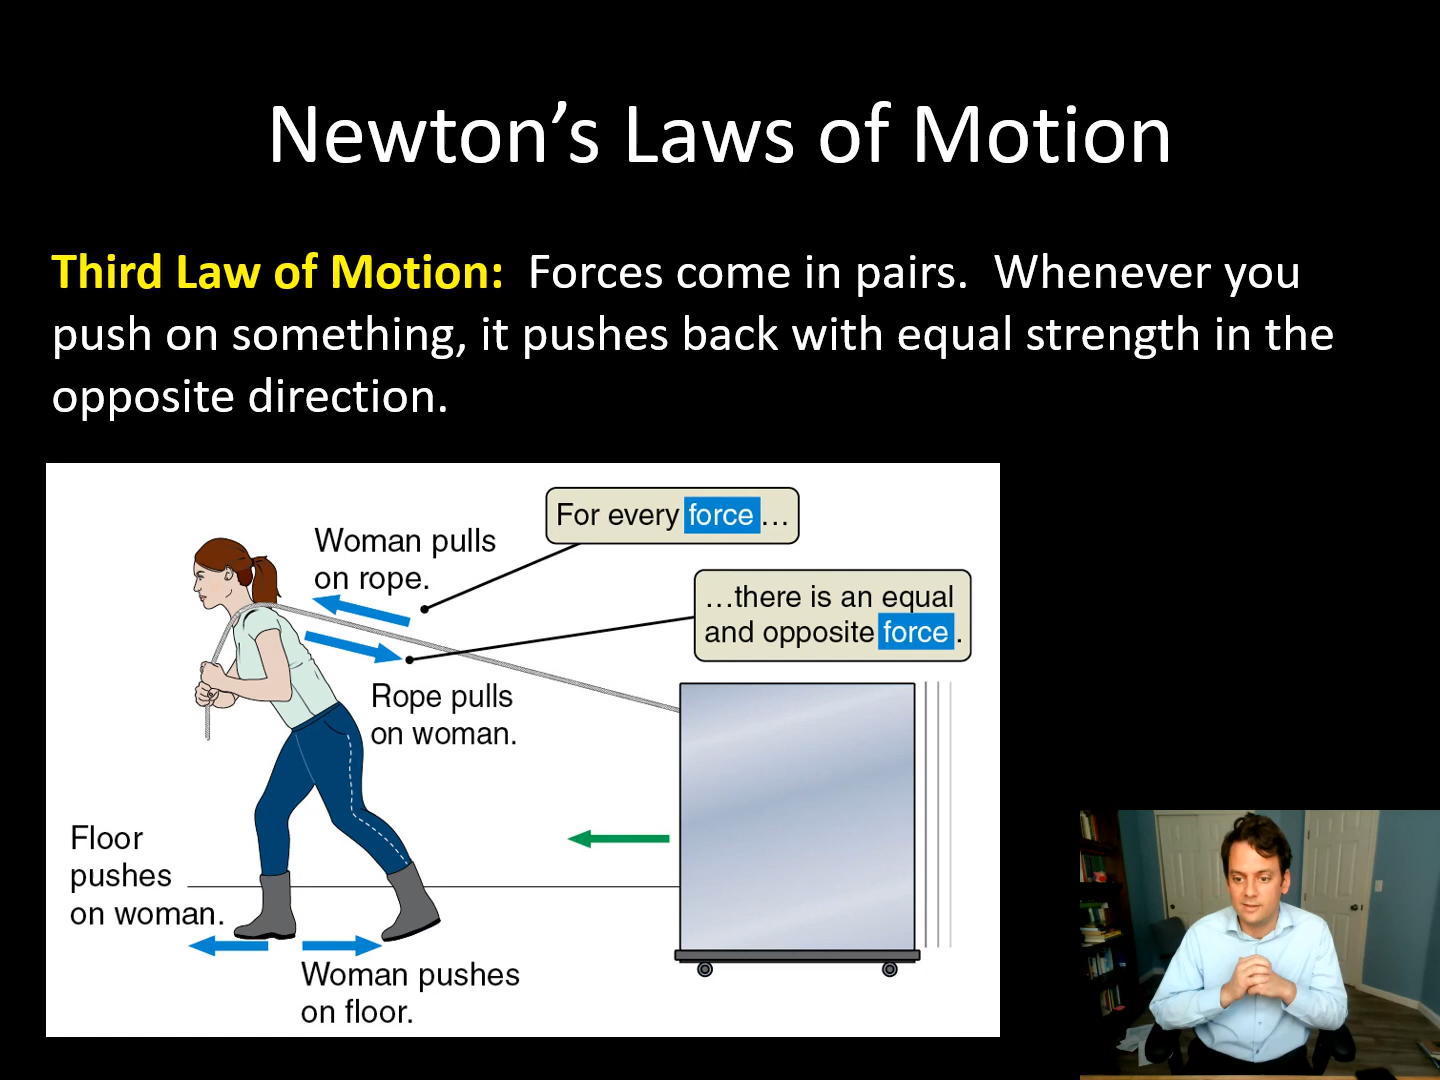 Newton’s Laws of Motion
Third Law of Motion:  Forces come in pairs.  Whenever you
push on something, it pushes back with equal strength in the
opposite direction.
For every force...
Woman pulls
on rope.
...there is an equal
and opposite force.
Rope pulls
on woman.
Floor
pushes
on woman.
Woman pushes
on floor.